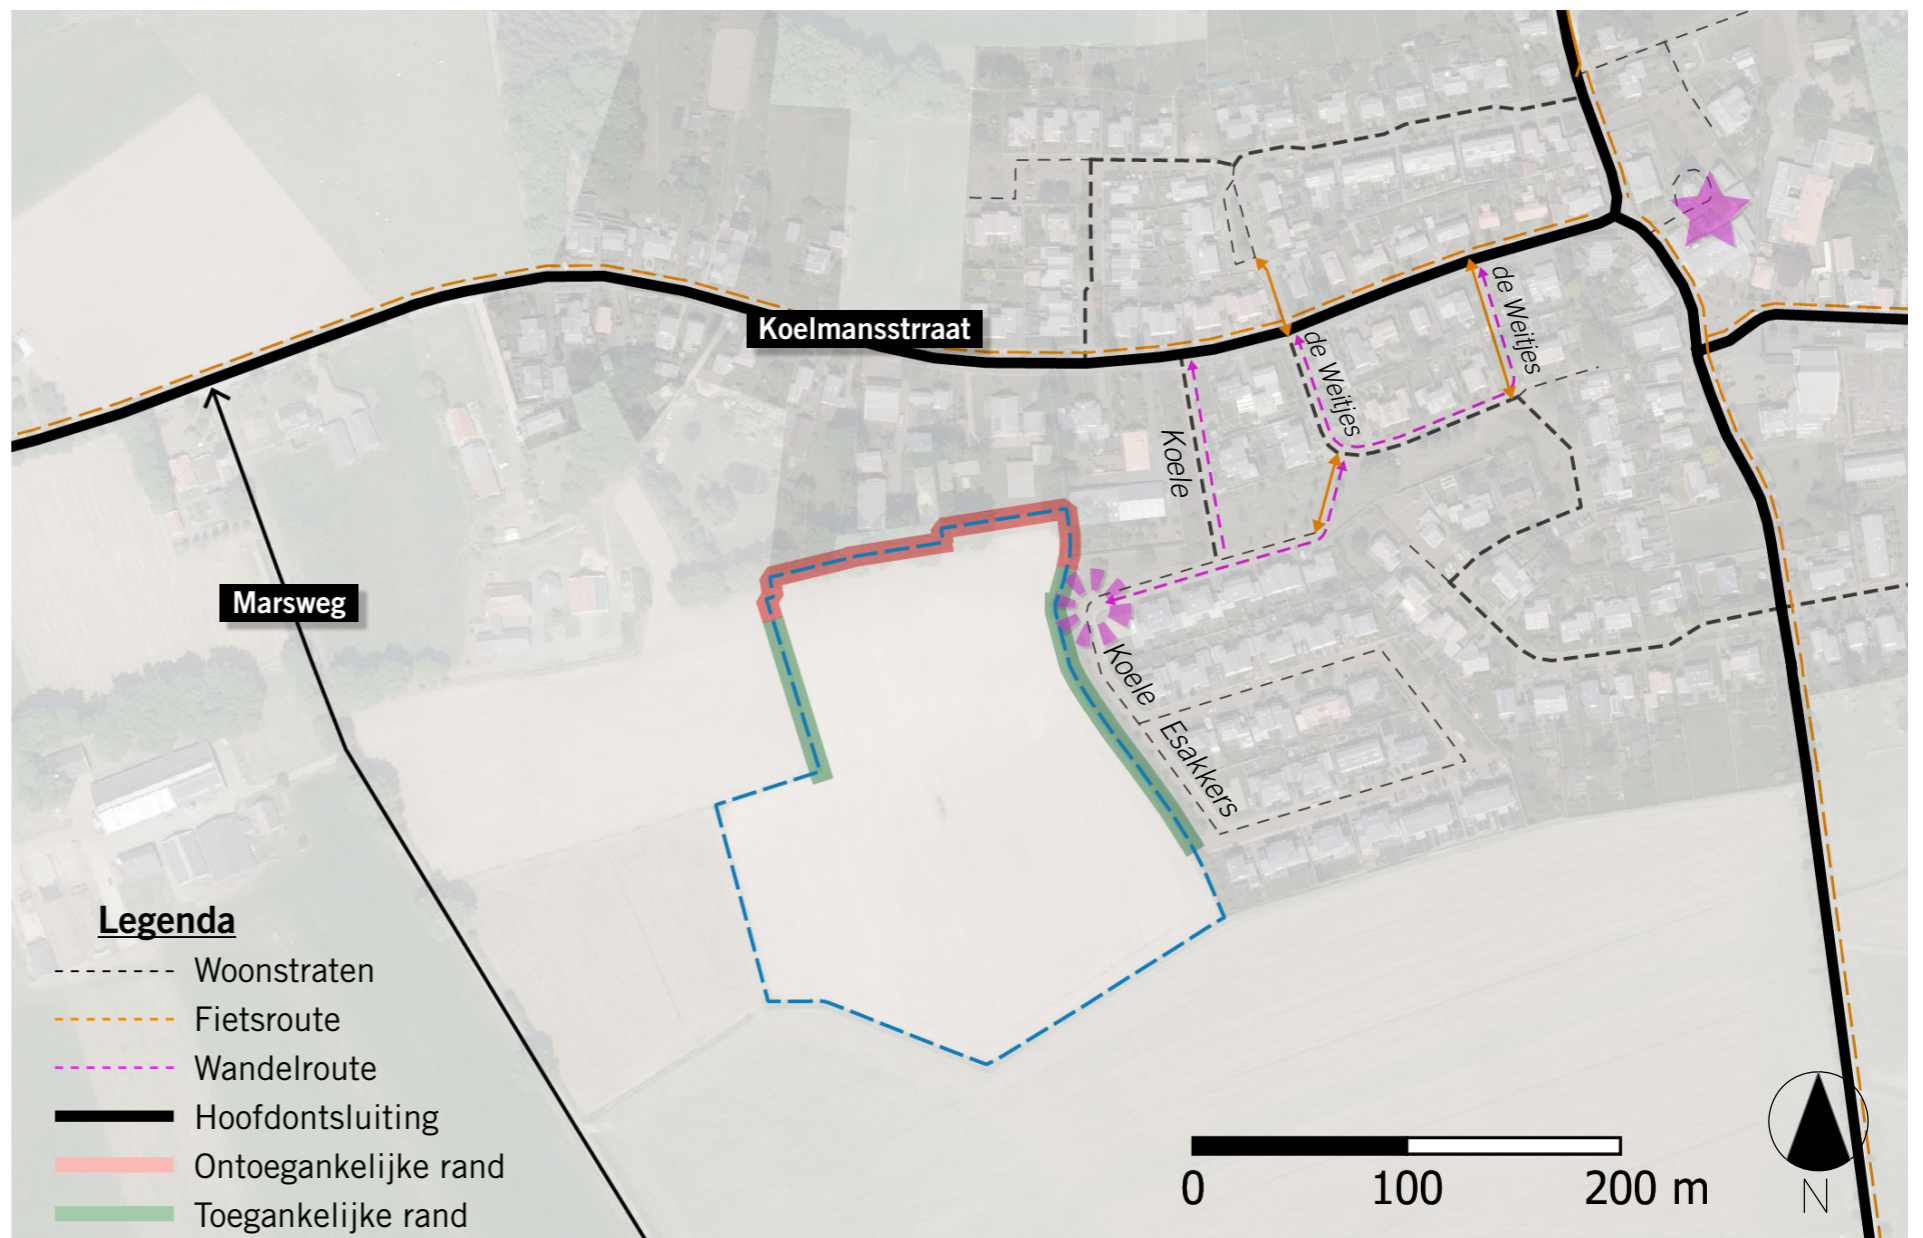 Koelmansstrraat
de Weitjes
de Weitjes
Koele
Marsweg
Koele
Esakkers
Legenda
Woonstraten
Fietsroute
Wandelroute
Hoofdontsluiting
Ontoegankelijke rand
Toegankelijke rand
0 100 200 m
N